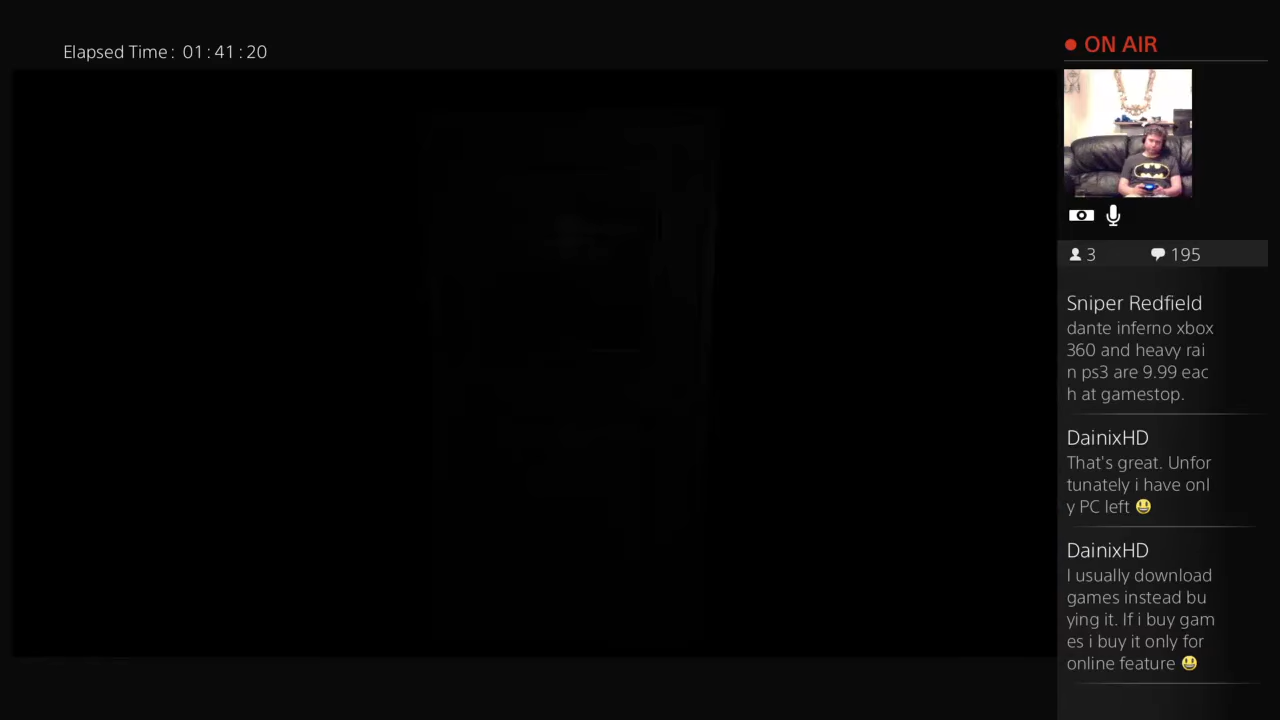 Elapsed Time: 01:41:20
ON AIR
3 195
Sniper Redfield
dante inferno xbox
360 and heavy rai
n ps3 are 9.99 eac
h at gamestop.
DainixHD
That's great. Unfor
tunately i have onl
y PC left 😃
DainixHD
I usually download
games instead bu
ying it. If i buy gam
es i buy it only for
online feature 😃